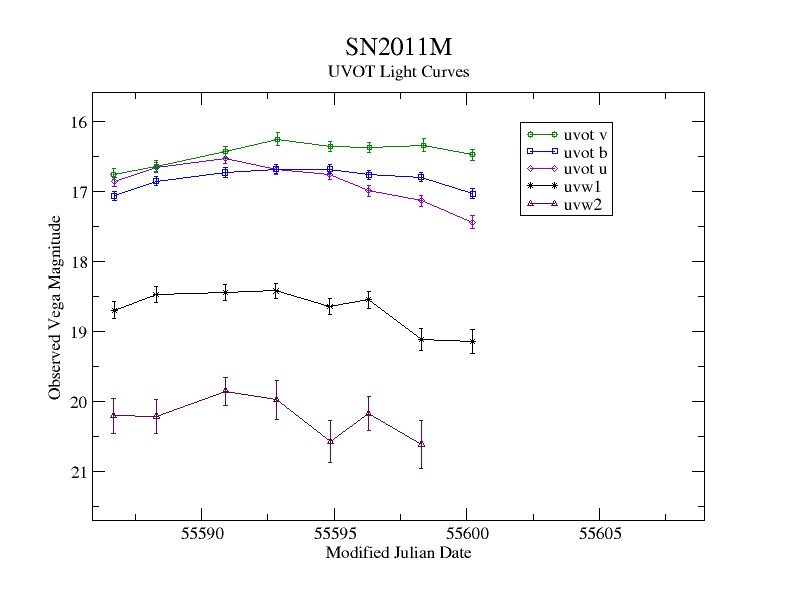 SN2011M
UVOT Light Curves
16
17
18
19
20
21
Observed Vega Magnitude
uvot v
uvot b
uvot u
uvw1
uvw2
55590
55595
55600
55605
Modified Julian Date